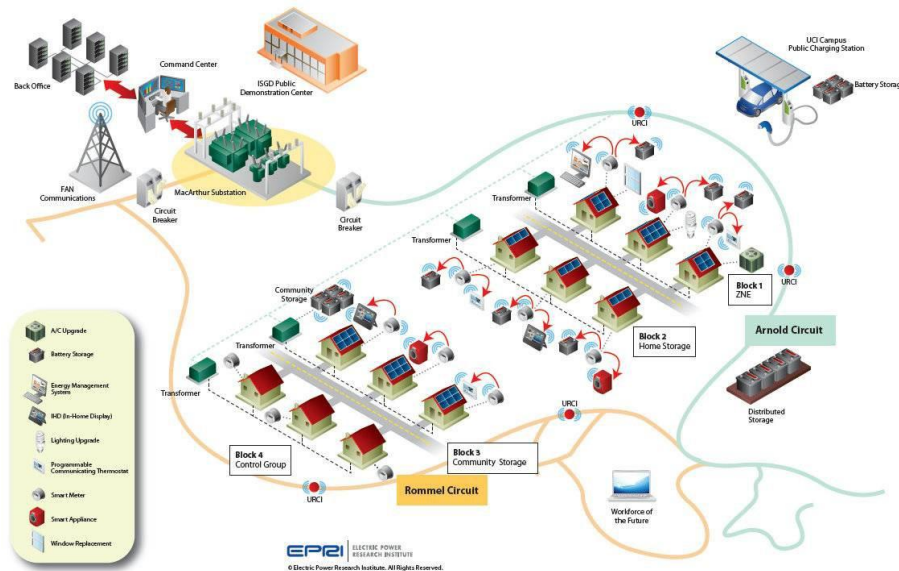 Back Office
Command Center
ISGD Public
Demonstration Center
UCI Campus
Public Charging Station
Battery Storage
FAN
Communications
MacArthur Substation
Circuit
Breaker
Circuit
Breaker
URCI
Transformer
Transformer
Block 1
ZNE
URCI
Block 2
Home Storage
Arnold Circuit
Community
Storage
Transformer
Transformer
Distributed
Storage
URCI
Block 3
Community Storage
Block 4
Control Group
Rommel Circuit
URCI
Workforce of
the Future
A/C Upgrade
Battery Storage
Energy Management
System
IHD (In-Home Display)
Lighting Upgrade
Programmable
Communicating Thermostat
Smart Meter
Smart Appliance
Window Replacement
EPRI ELECTRIC POWER
RESEARCH INSTITUTE
© Electric Power Research Institute. All Rights Reserved.